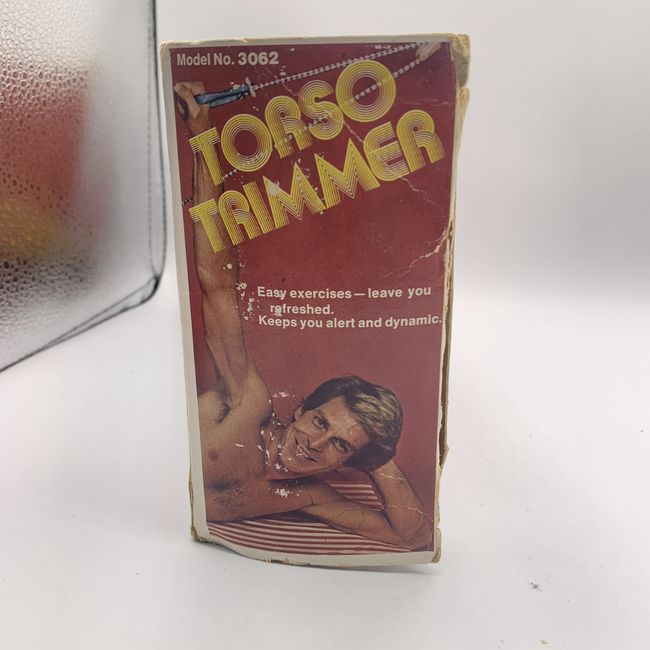 Model No. 3062
TORSO
TRIMMER
Easy exercises — leave you
refreshed.
Keeps you alert and dynamic.